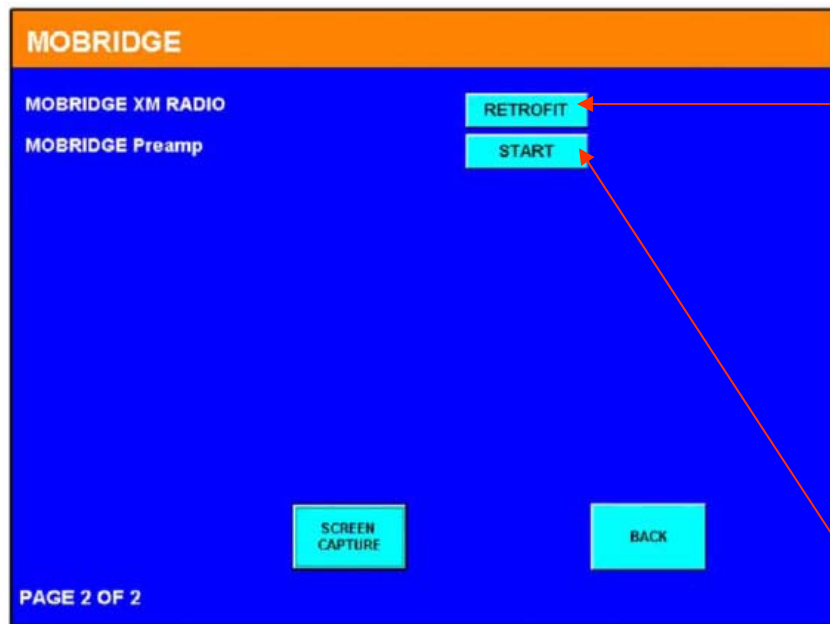 MOBRIDGE
MOBRIDGE XM RADIO
RETROFIT
MOBRIDGE Preamp
START
SCREEN
CAPTURE
BACK
PAGE 2 OF 2